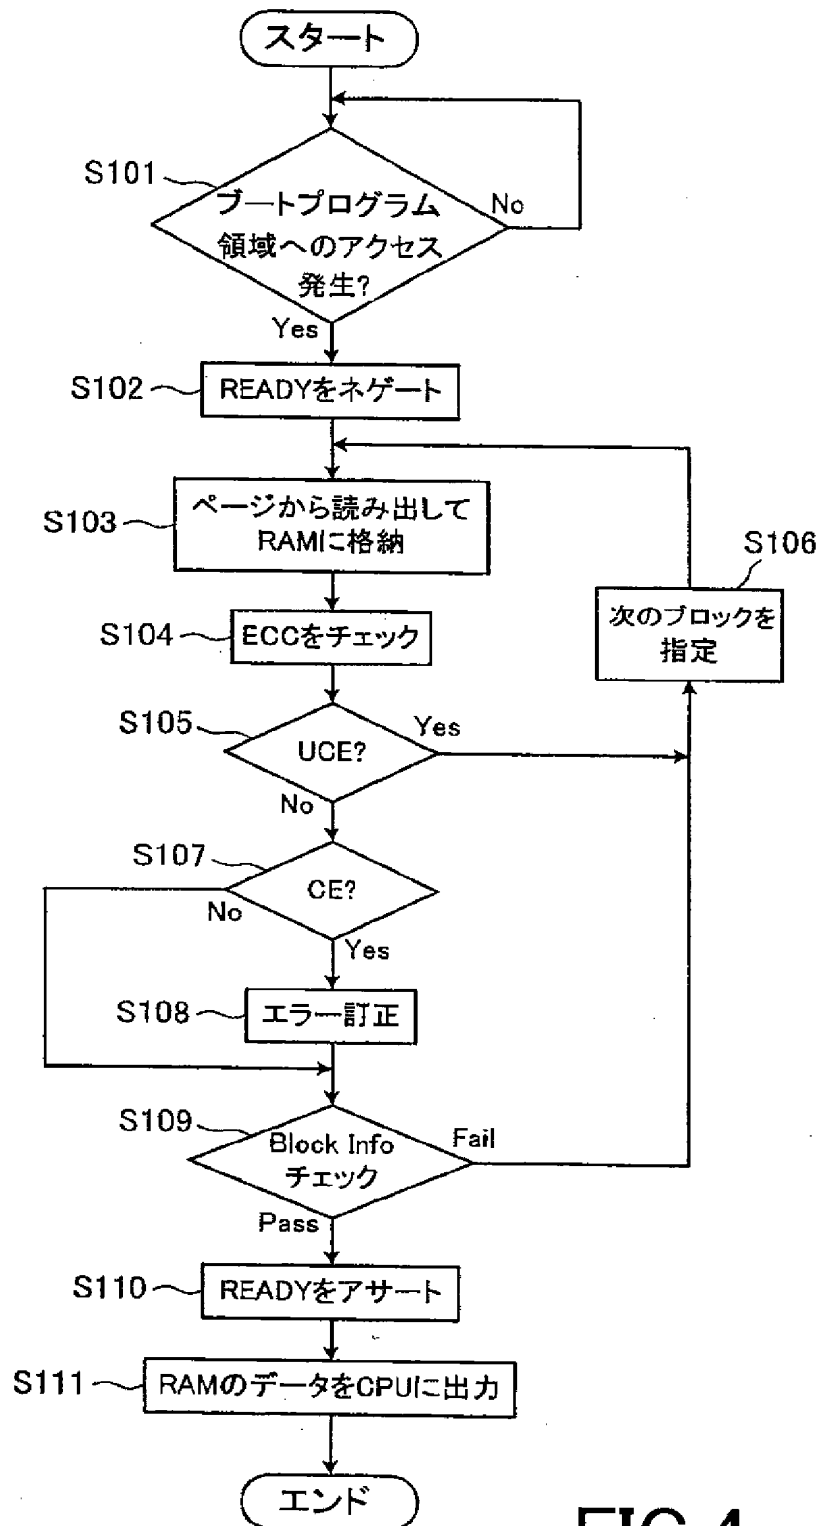 スタート
S101
ブートプログラム
領域へのアクセス
発生?
No
Yes
S102
READYをネゲート
S103
ページから読み出して
RAMに格納
S106
次のブロックを
指定
S104
ECCをチェック
S105
UCE?
Yes
No
S107
CE?
No
Yes
S108
エラー訂正
S109
Block Info
チェック
Fail
Pass
S110
READYをアサート
S111
RAMのデータをCPUに出力
エンド
FIG.4